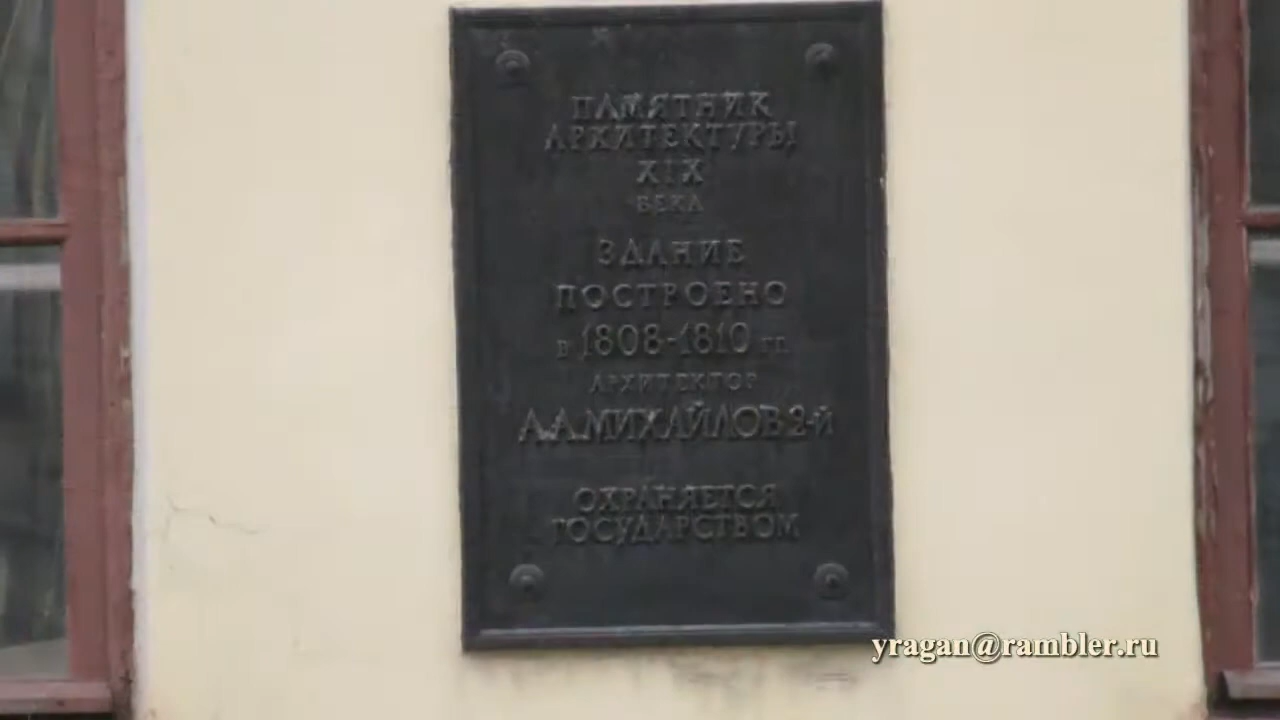 ПАМЯТНИК
АРХИТЕКТУРЫ
XIX
ВЕКА
ЗДАНИЕ
ПОСТРОЕНО
В 1808-1810 ГГ.
АРХИТЕКТОР
А.А.МИХАЙЛОВ 2-Й
ОХРАНЯЕТСЯ
ГОСУДАРСТВОМ
yragan@rambler.ru